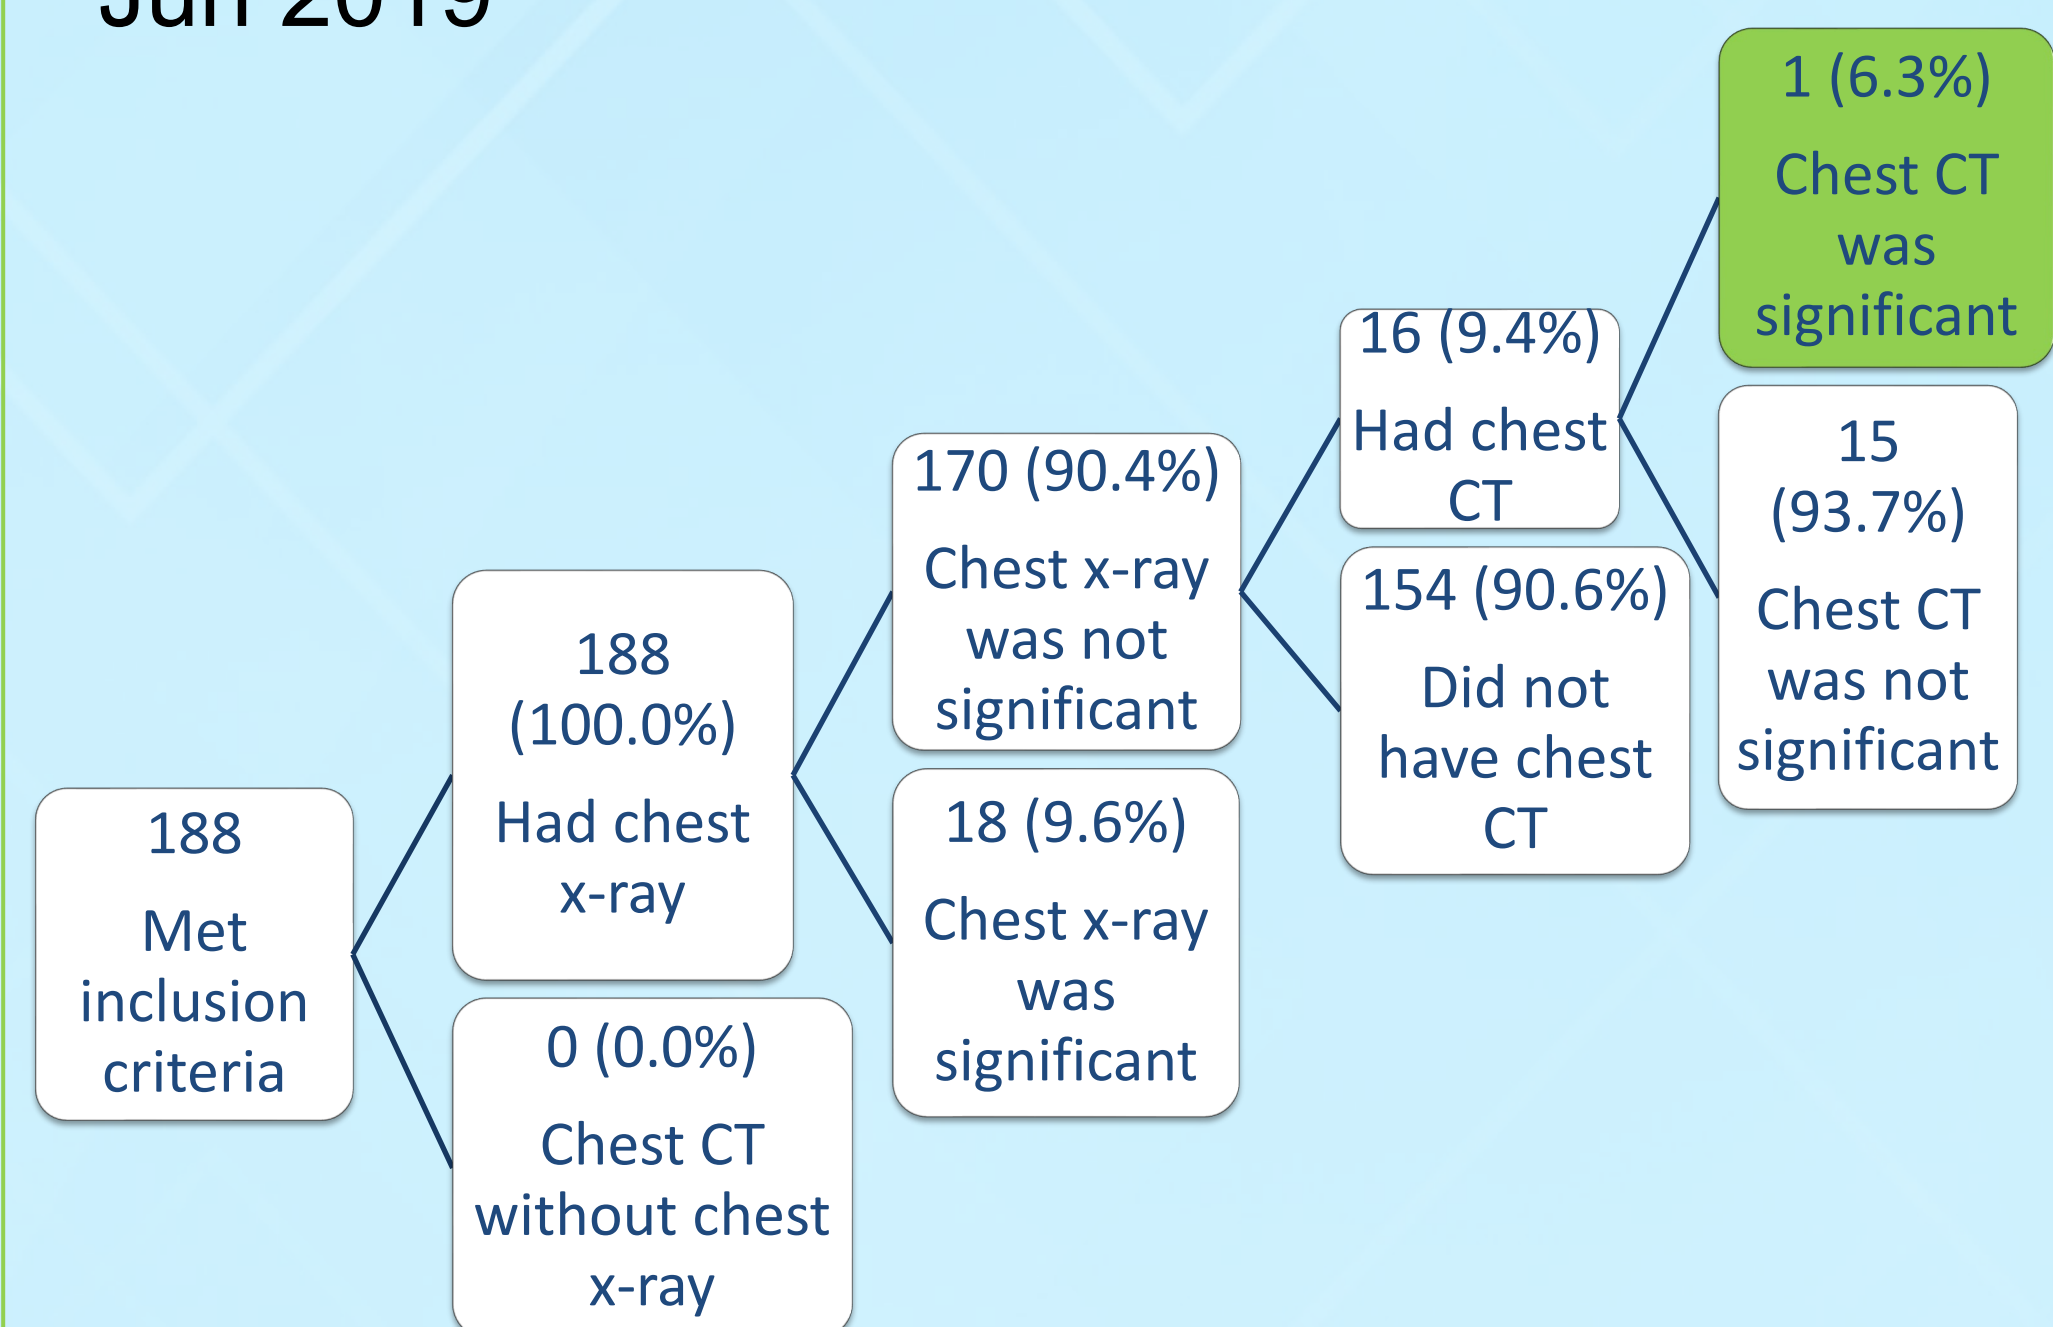 Jun 2019
188
Met
inclusion
criteria
188
(100.0%)
Had chest
x-ray
0 (0.0%)
Chest CT
without chest
x-ray
170 (90.4%)
Chest x-ray
was not
significant
18 (9.6%)
Chest x-ray
was
significant
16 (9.4%)
Had chest
CT
154 (90.6%)
Did not
have chest
CT
1 (6.3%)
Chest CT
was
significant
15
(93.7%)
Chest CT
was not
significant